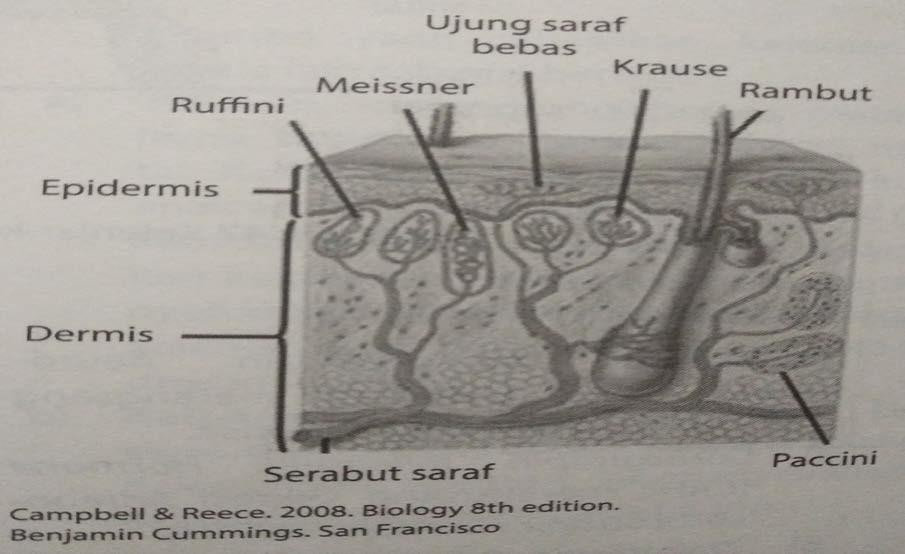 Ujung saraf
bebas
Krause
Meissner
Rambut
Ruffini
Epidermis
Dermis
Paccini
Serabut saraf
Campbell & Reece. 2008. Biology 8th edition.
Benjamin Cummings. San Francisco